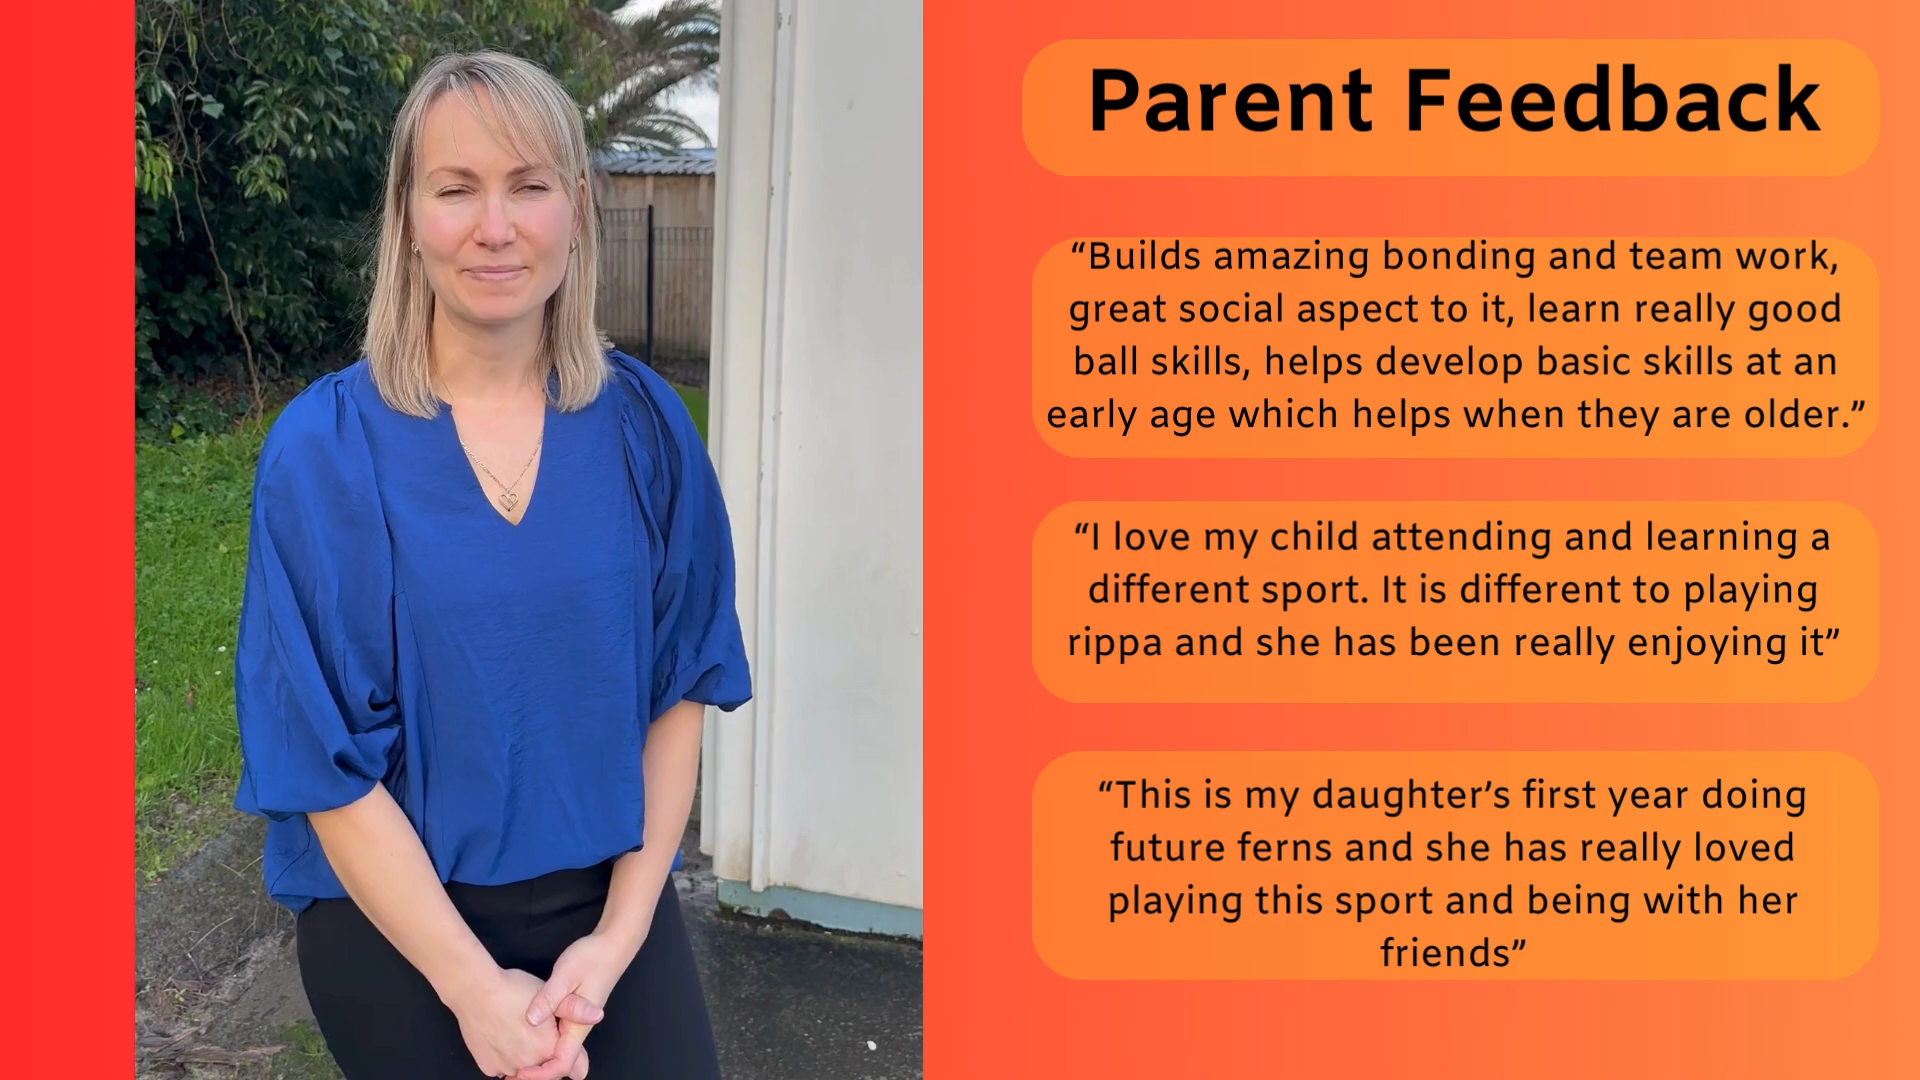 Parent Feedback
“Builds amazing bonding and team work,
great social aspect to it, learn really good
ball skills, helps develop basic skills at an
early age which helps when they are older.”
“I love my child attending and learning a
different sport. It is different to playing
rippa and she has been really enjoying it”
“This is my daughter’s first year doing
future ferns and she has really loved
playing this sport and being with her
friends”